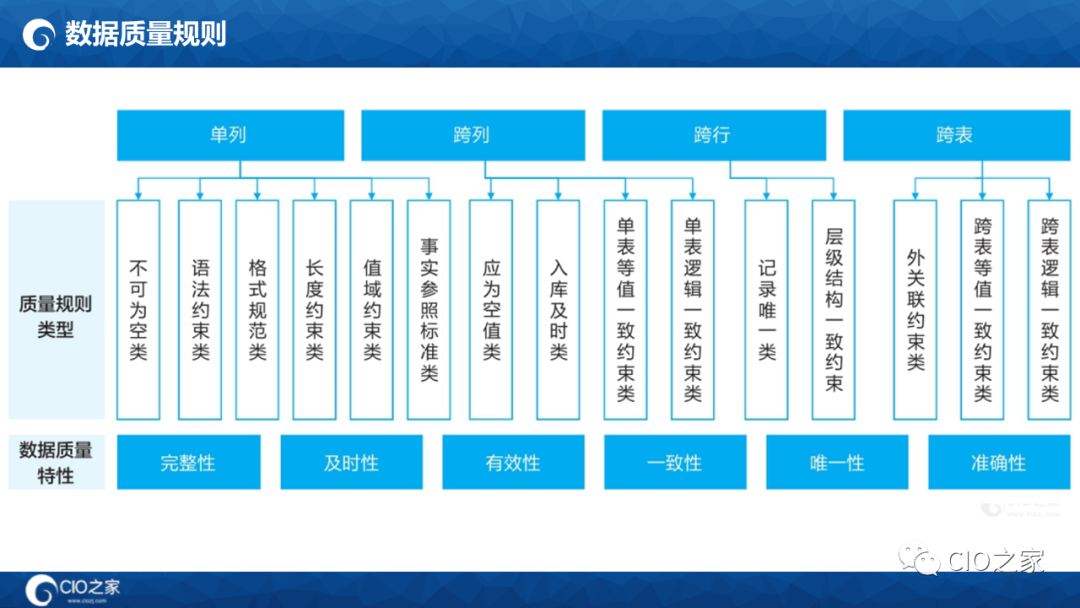 数据质量规则
单列
跨列
跨行
跨表
质量规则
类型
不可为空类
语法约束类
格式规范类
长度约束类
值域约束类
事实参照标准类
应为空值类
入库及时类
单表等值一致约束类
单表逻辑一致约束类
记录唯一类
层级结构一致约束
外关联约束类
跨表等值一致约束类
跨表逻辑一致约束类
数据质量
特性
完整性
及时性
有效性
一致性
唯一性
准确性
CIO之家
www.ciozj.com
CIO之家
CIO之家
www.ciozj.com